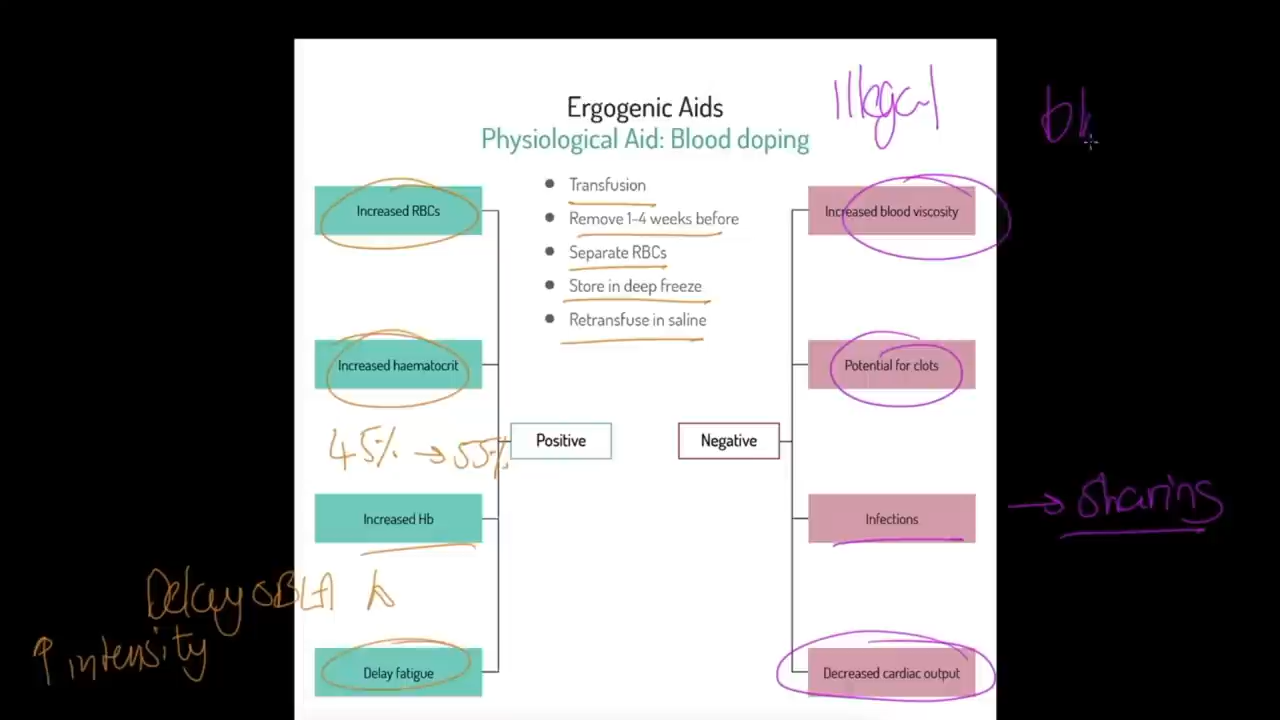 Illegal
bl
Ergogenic Aids
Physiological Aid: Blood doping
Transfusion
Remove 1-4 weeks before
Separate RBCs
Store in deep freeze
Retransfuse in saline
Increased RBCs
Increased haematocrit
45% → 55%
Positive
Increased Hb
Delay OBLA
↑ intensity
Delay fatigue
Increased blood viscosity
Potential for clots
Negative
Infections
→ sharing
Decreased cardiac output